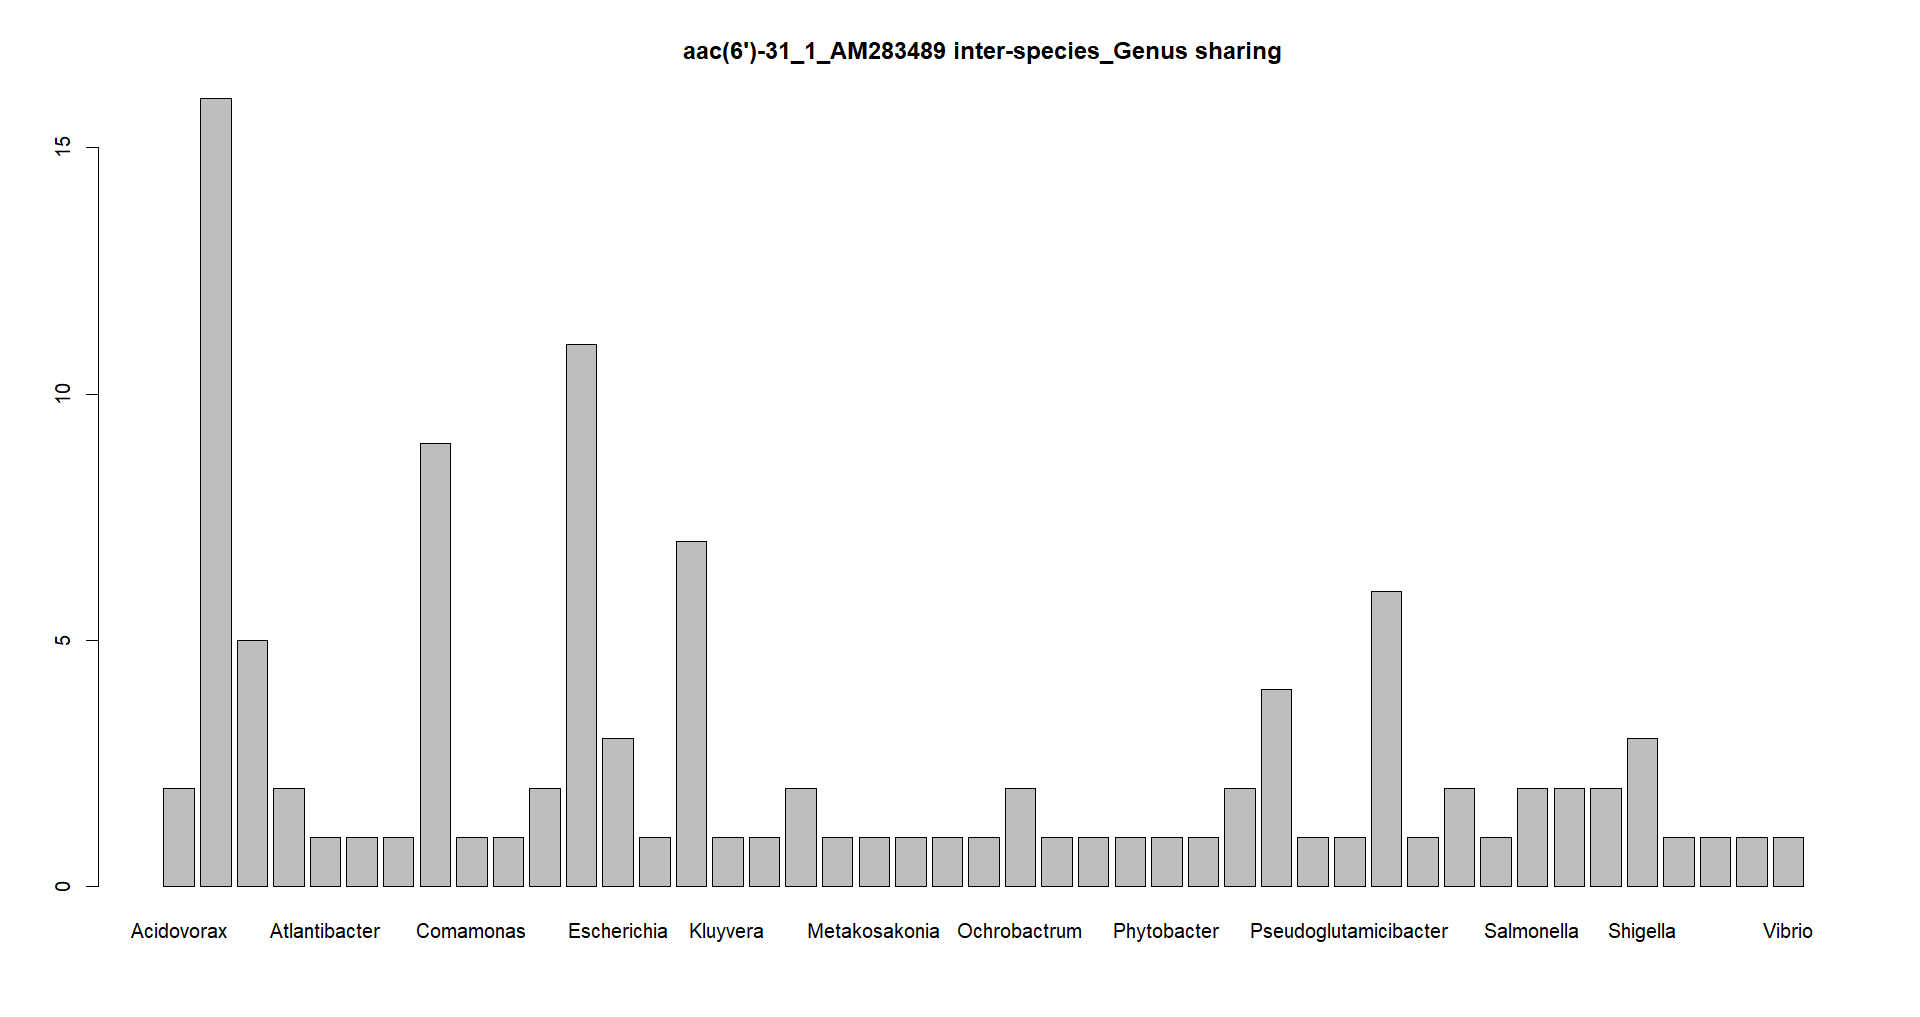 aac(6')-31_1_AM283489 inter-species_Genus sharing
15
10
5
0
Acidovorax Atlantibacter Comamonas Escherichia Kluyvera Metakosakonia Ochrobactrum Phytobacter Pseudoglutamicibacter Salmonella Shigella Vibrio